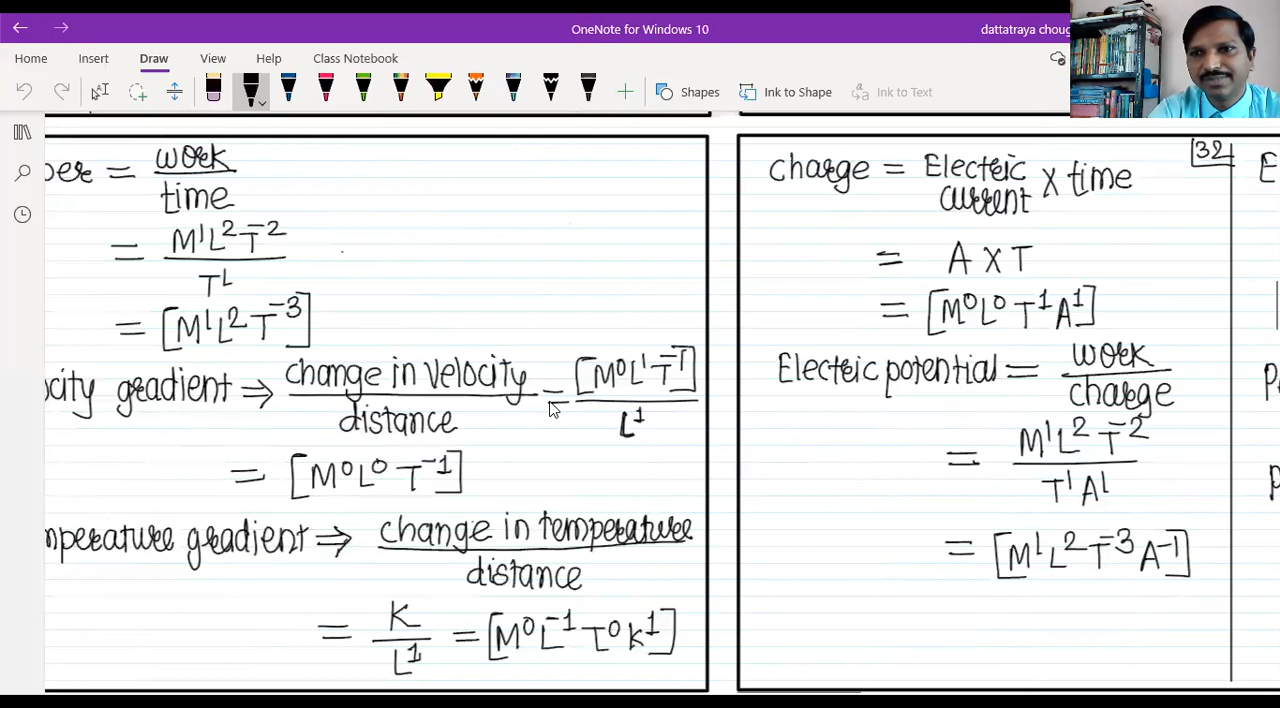 OneNote for Windows 10
Home Insert Draw View Help Class Notebook
Shapes Ink to Shape Ink to Text
= work
time
= M¹L²T⁻²
T¹
= [M¹L²T⁻³]
gradient ⇒ change in velocity = [M⁰L¹T⁻¹]
distance L¹
= [M⁰L⁰T⁻¹]
gradient ⇒ change in temperature
distance
= K = [M⁰L⁻¹T⁰K¹]
L¹
32
charge = Electric × time
current
= A × T
= [M⁰L⁰T¹A¹]
Electric potential = work
charge
= M¹L²T⁻²
T¹A¹
= [M¹L²T⁻³A⁻¹]